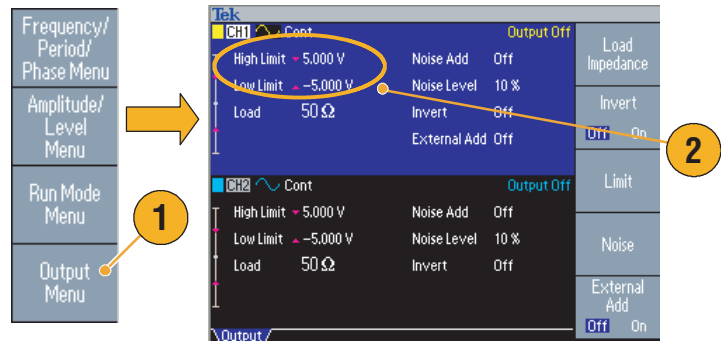 Frequency/
Period/
Phase Menu
Amplitude/
Level
Menu
Run Mode
Menu
Output
Menu
1
Tek
CH1 Cont Output Off
High Limit 5.000 V Noise Add Off
Low Limit -5.000 V Noise Level 10 %
Load 50 Ω Invert Off
External Add Off
CH2 Cont Output Off
High Limit 5.000 V Noise Add Off
Low Limit -5.000 V Noise Level 10 %
Load 50 Ω Invert Off
Output
Load
Impedance
Invert
Off On
Limit
Noise
External
Add
Off On
2